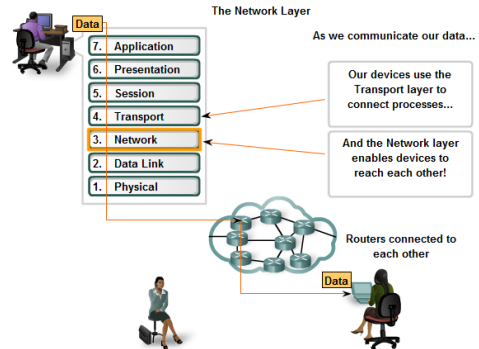 The Network Layer
Data
As we communicate our data...
7. Application
6. Presentation
5. Session
4. Transport
3. Network
2. Data Link
1. Physical
Our devices use the
Transport layer to
connect processes...
And the Network layer
enables devices to
reach each other!
Routers connected to
each other
Data